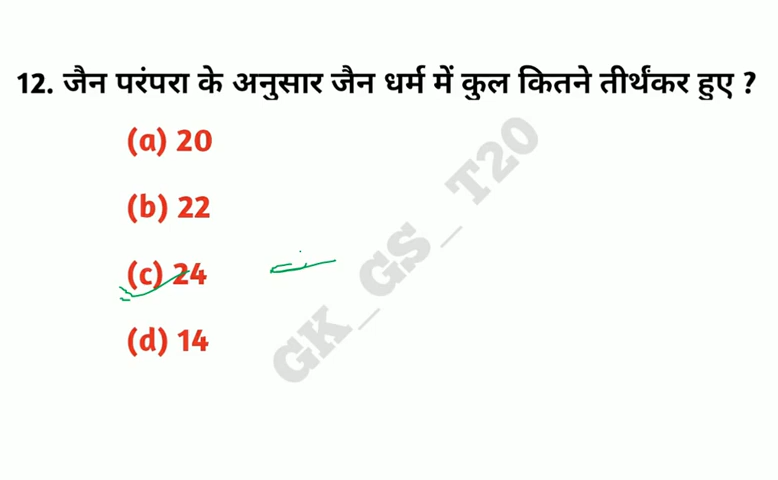 12. जैन परंपरा के अनुसार जैन धर्म में कुल कितने तीर्थंकर हुए ?
(a) 20
(b) 22
(c) 24
(d) 14
GK_GS_T20